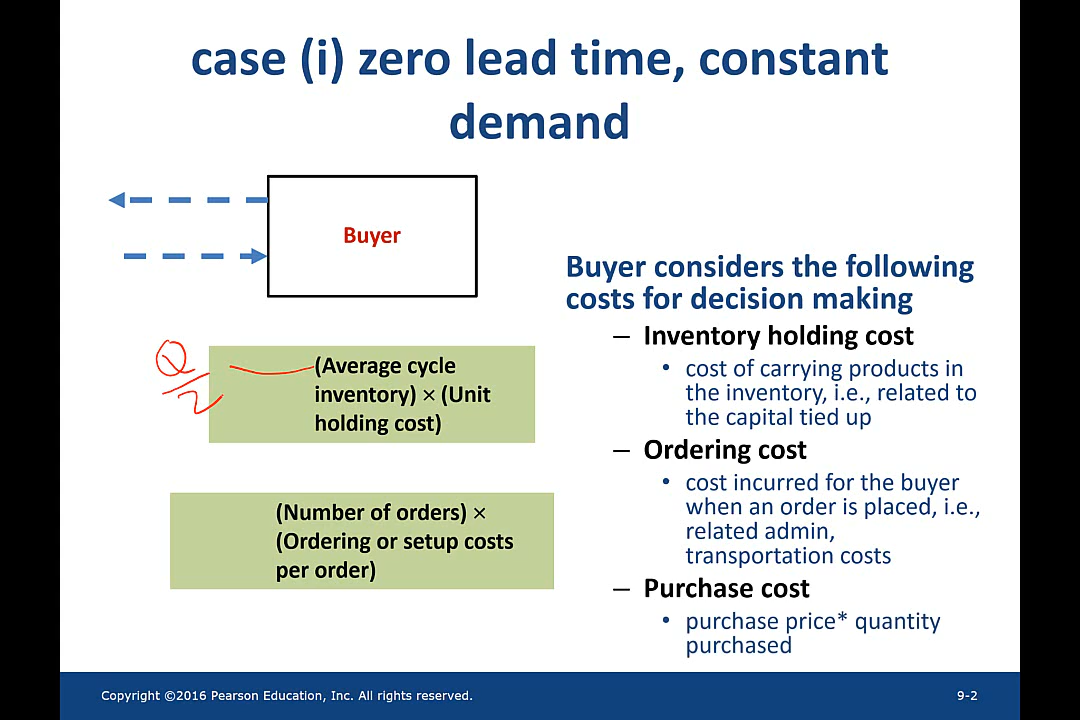 case (i) zero lead time, constant
demand
Buyer
Q
2
(Average cycle
inventory) × (Unit
holding cost)
(Number of orders) ×
(Ordering or setup costs
per order)
Buyer considers the following
costs for decision making
– Inventory holding cost
• cost of carrying products in
the inventory, i.e., related to
the capital tied up
– Ordering cost
• cost incurred for the buyer
when an order is placed, i.e.,
related admin,
transportation costs
– Purchase cost
• purchase price* quantity
purchased
Copyright ©2016 Pearson Education, Inc. All rights reserved.
9-2